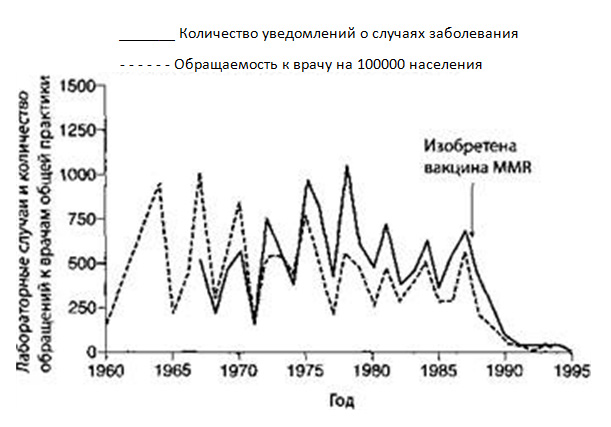 _______ Количество уведомлений о случаях заболевания
- - - - - - Обращаемость к врачу на 100000 населения
Лабораторные случаи и количество
обращений к врачам общей практики
1500
1250
1000
750
500
250
0
Изобретена
вакцина MMR
1960 1965 1970 1975 1980 1985 1990 1995
Год